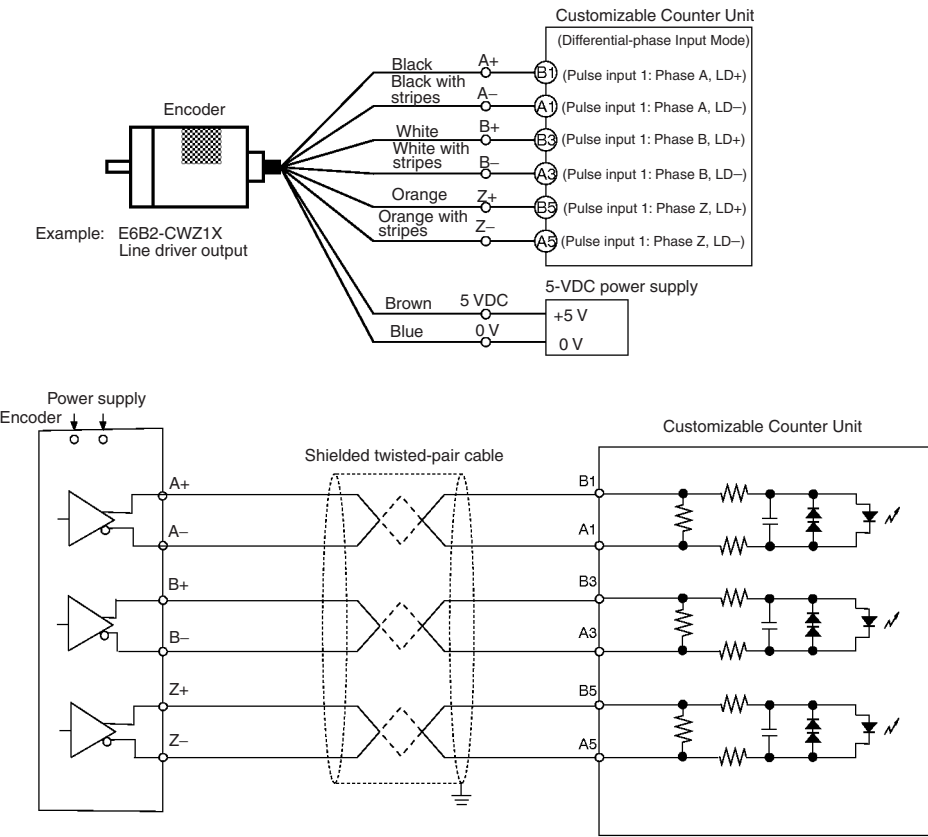 Customizable Counter Unit
(Differential-phase Input Mode)
Black
A+
B1
(Pulse input 1: Phase A, LD+)
Black with
stripes
A–
A1
(Pulse input 1: Phase A, LD–)
Encoder
White
B+
B3
(Pulse input 1: Phase B, LD+)
White with
stripes
B–
A3
(Pulse input 1: Phase B, LD–)
Orange
Z+
B5
(Pulse input 1: Phase Z, LD+)
Orange with
stripes
Z–
A5
(Pulse input 1: Phase Z, LD–)
Example: E6B2-CWZ1X
Line driver output
5-VDC power supply
Brown
5 VDC
+5 V
Blue
0 V
0 V
Power supply
Encoder
Customizable Counter Unit
Shielded twisted-pair cable
A+
B1
A–
A1
B+
B3
B–
A3
Z+
B5
Z–
A5